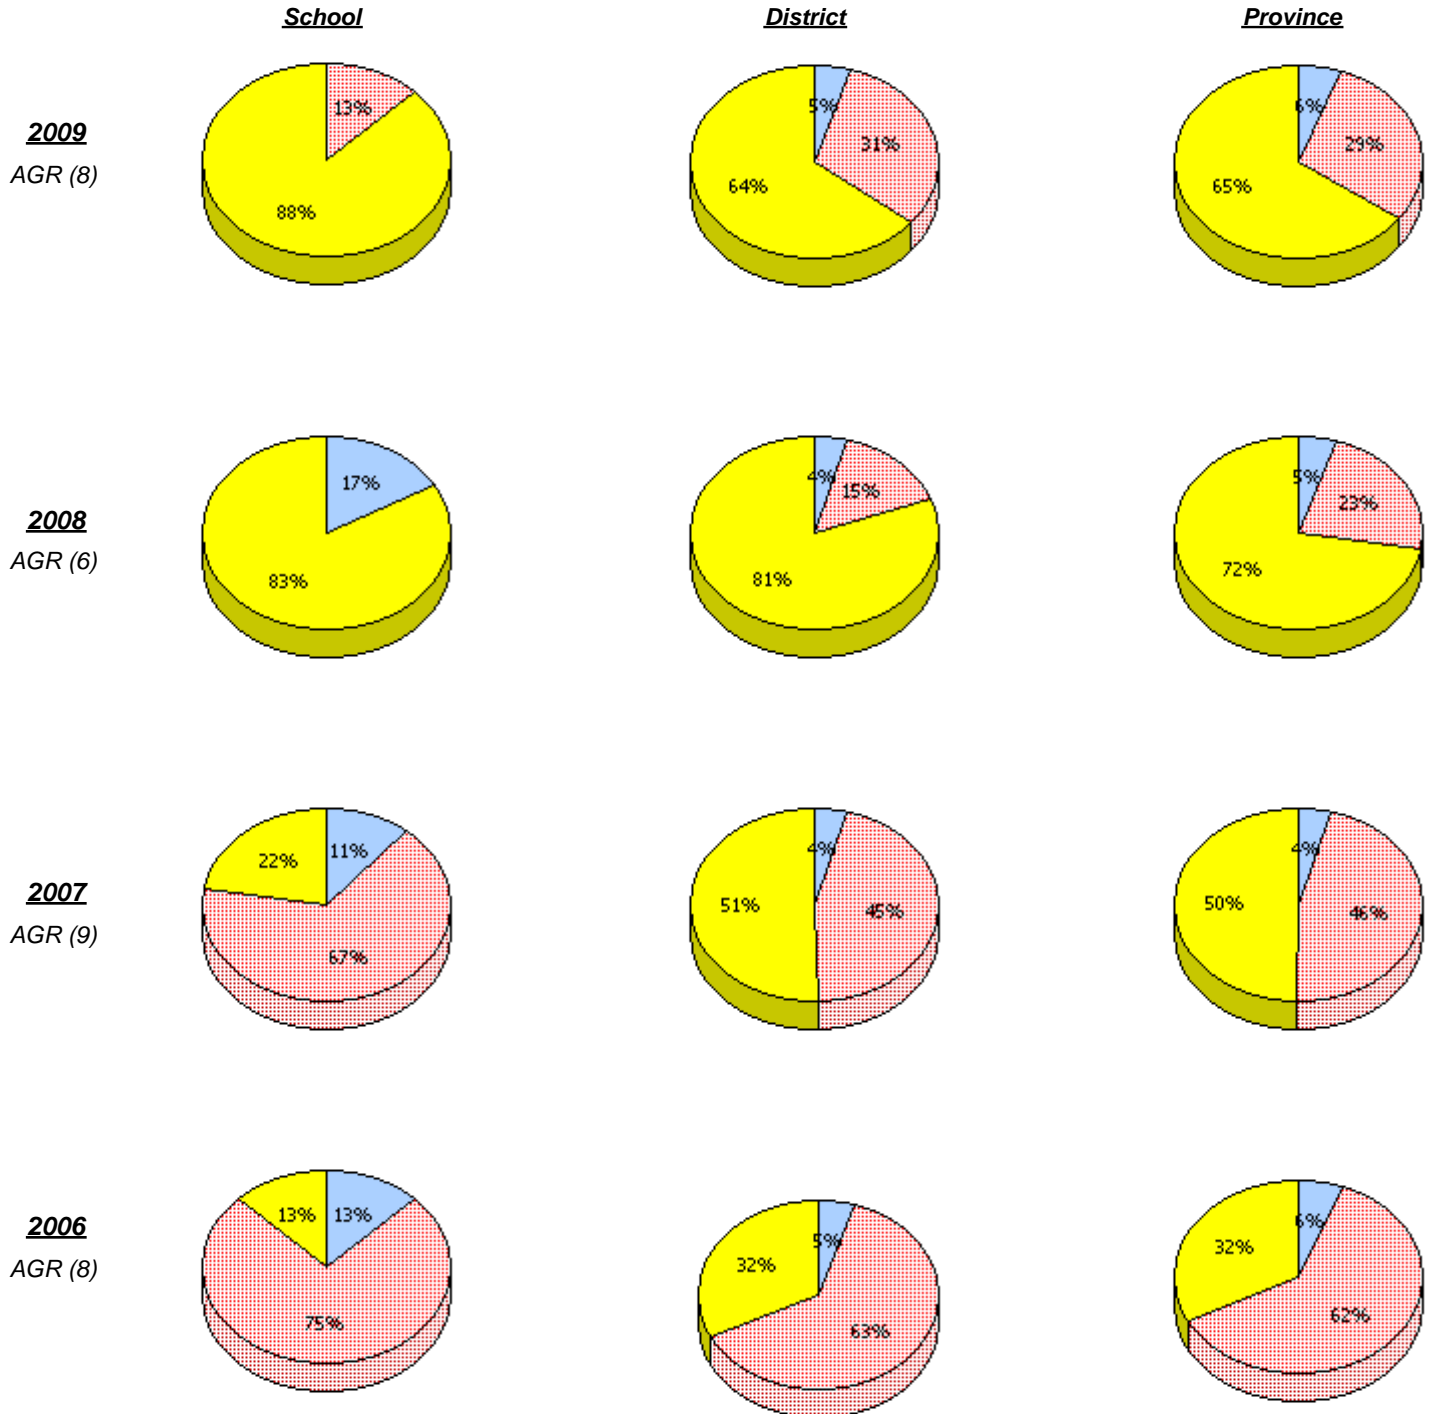 School District Province
13% 5% 6%
2009 31% 29%
AGR (8) 64% 65%
88%
17% 4% 15% 5% 23%
2008
AGR (6) 83% 81% 72%
22% 11% 4% 4%
2007 51% 45% 50% 46%
AGR (9) 67%
13% 13% 5% 6%
2006 32% 32%
AGR (8) 75% 63% 62%